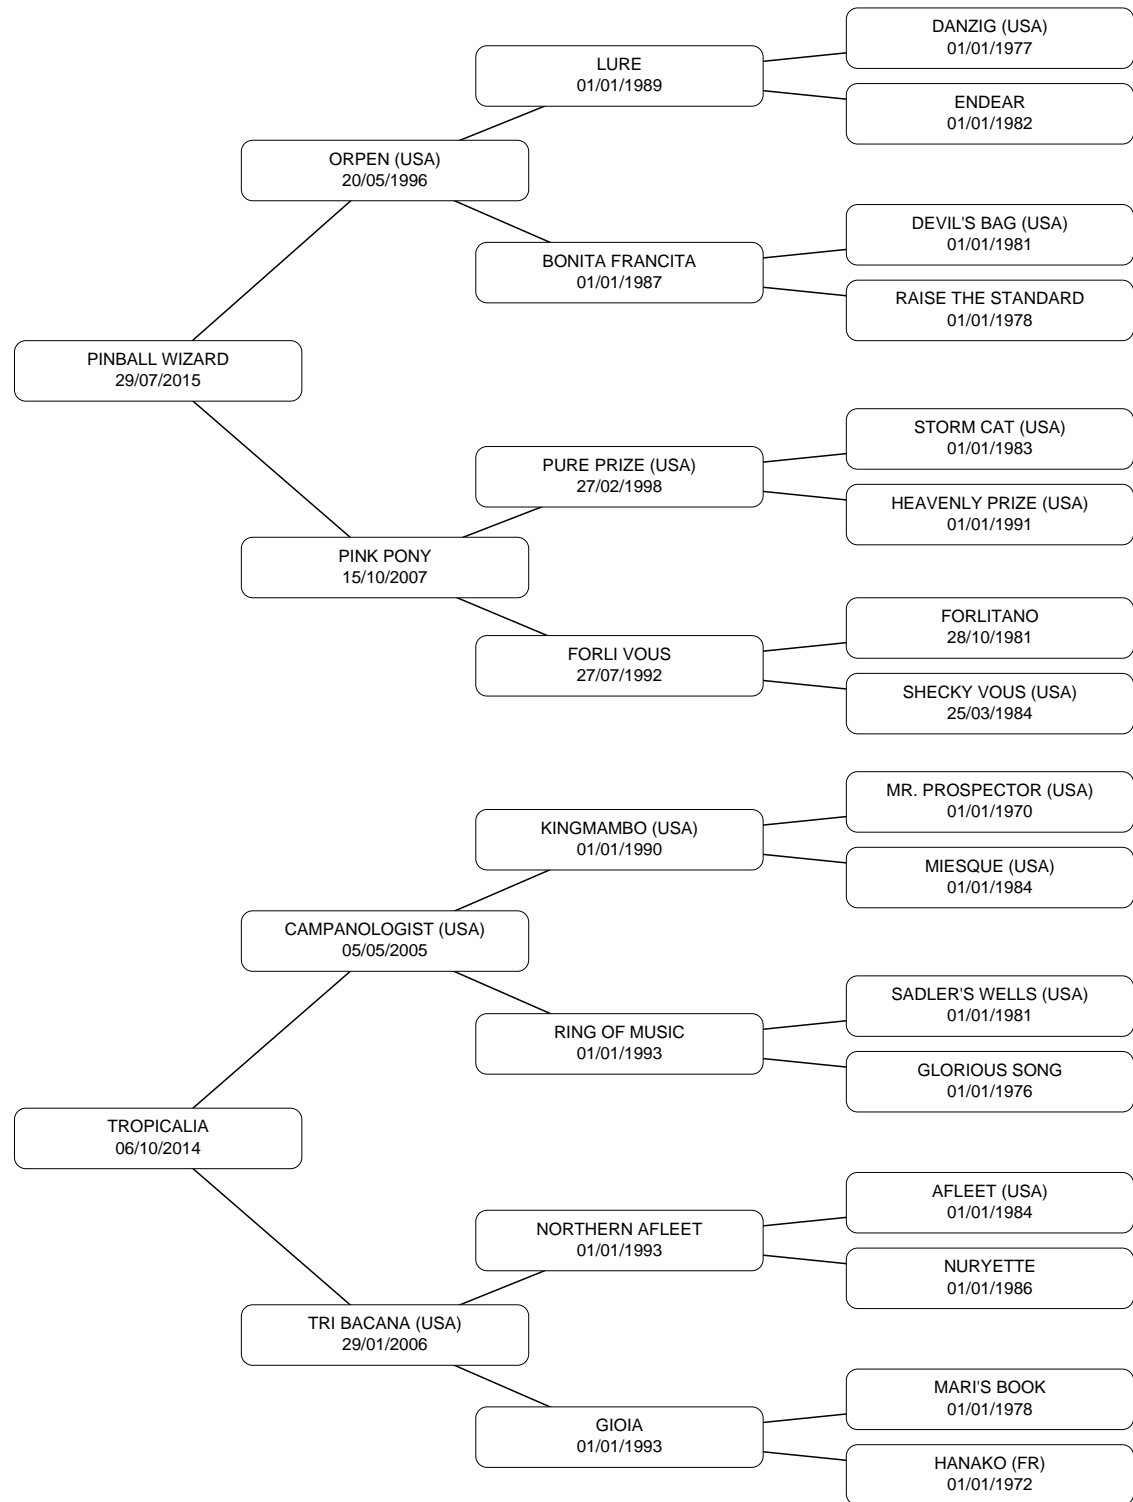 DANZIG (USA)
01/01/1977
LURE
01/01/1989
ENDEAR
01/01/1982
ORPEN (USA)
20/05/1996
DEVIL'S BAG (USA)
01/01/1981
BONITA FRANCITA
01/01/1987
RAISE THE STANDARD
01/01/1978
PINBALL WIZARD
29/07/2015
STORM CAT (USA)
01/01/1983
PURE PRIZE (USA)
27/02/1998
HEAVENLY PRIZE (USA)
01/01/1991
PINK PONY
15/10/2007
FORLITANO
28/10/1981
FORLI VOUS
27/07/1992
SHECKY VOUS (USA)
25/03/1984
MR. PROSPECTOR (USA)
01/01/1970
KINGMAMBO (USA)
01/01/1990
MIESQUE (USA)
01/01/1984
CAMPANOLOGIST (USA)
05/05/2005
SADLER'S WELLS (USA)
01/01/1981
RING OF MUSIC
01/01/1993
GLORIOUS SONG
01/01/1976
TROPICALIA
06/10/2014
AFLEET (USA)
01/01/1984
NORTHERN AFLEET
01/01/1993
NURYETTE
01/01/1986
TRI BACANA (USA)
29/01/2006
MARI'S BOOK
01/01/1978
GIOIA
01/01/1993
HANAKO (FR)
01/01/1972